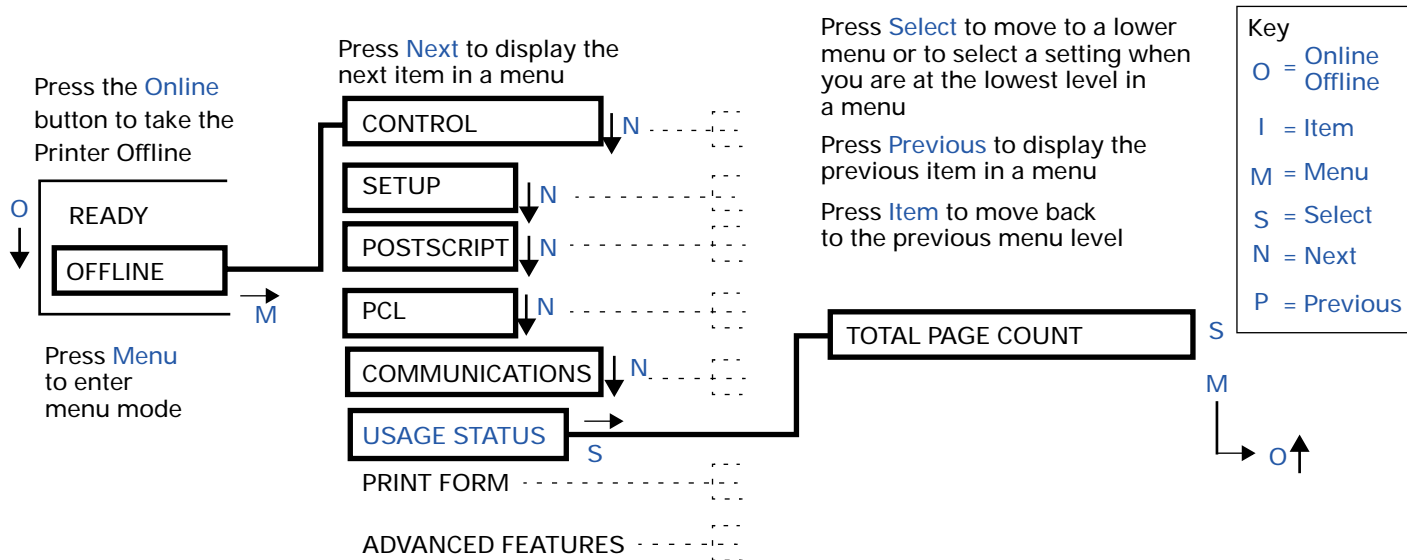 Press the Online
button to take the
Printer Offline
O
READY
OFFLINE
M
Press Menu
to enter
menu mode
Press Next to display the
next item in a menu
CONTROL
N
SETUP
N
POSTSCRIPT
N
PCL
N
COMMUNICATIONS
N
USAGE STATUS
S
PRINT FORM
ADVANCED FEATURES
Press Select to move to a lower
menu or to select a setting when
you are at the lowest level in
a menu
Press Previous to display the
previous item in a menu
Press Item to move back
to the previous menu level
TOTAL PAGE COUNT
S
M
O
Key
O = Online
Offline
I = Item
M = Menu
S = Select
N = Next
P = Previous